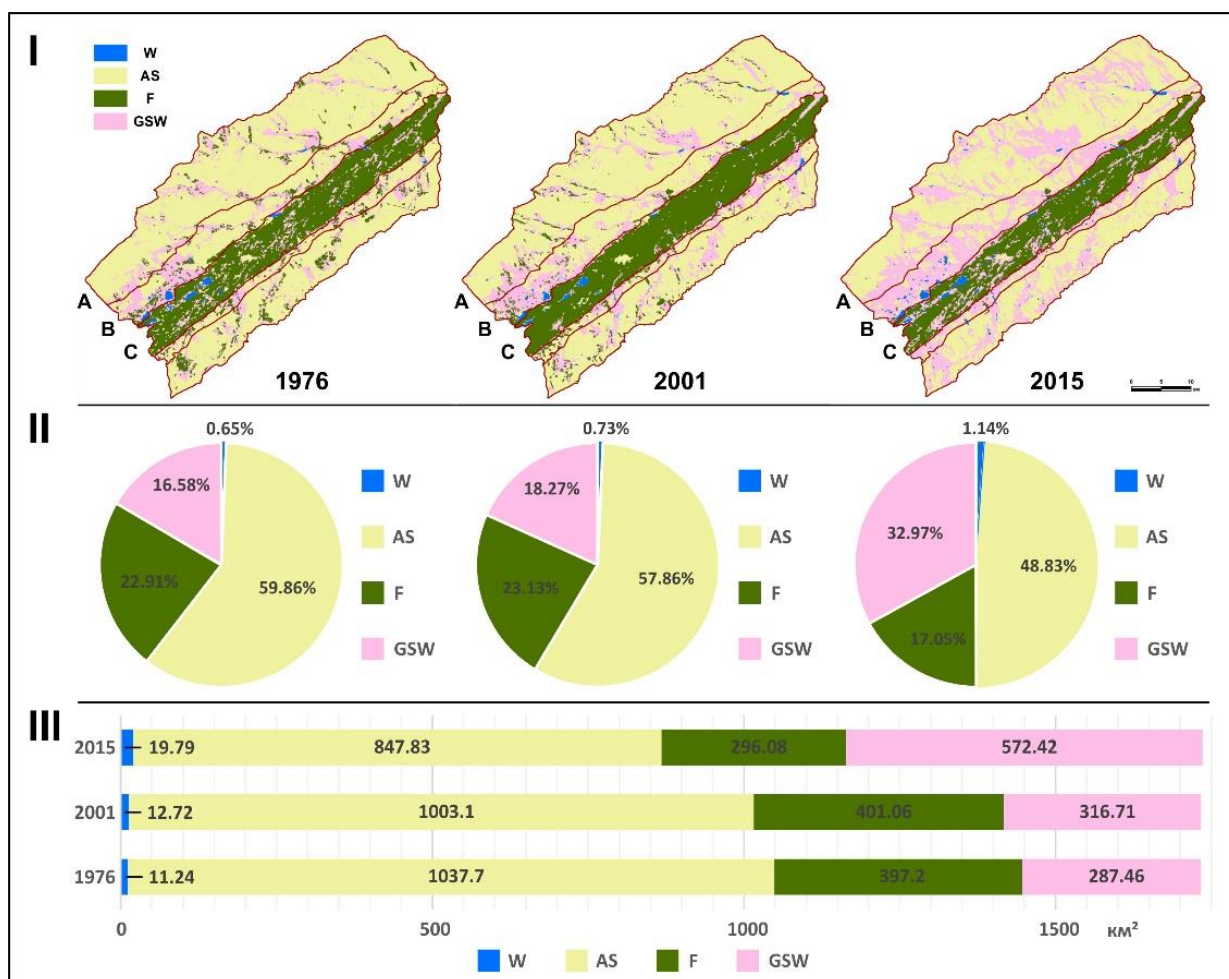 I
W
AS
F
GSW
A
B
C
1976
A
B
C
2001
A
B
C
2015
0 5 10
II
0.65%
16.58%
22.91%
59.86%
W
AS
F
GSW
0.73%
18.27%
23.13%
57.86%
W
AS
F
GSW
1.14%
32.97%
17.05%
48.83%
W
AS
F
GSW
III
2015 19.79 847.83 296.08 572.42
2001 12.72 1003.1 401.06 316.71
1976 11.24 1037.7 397.2 287.46
0 500 1000 1500 км²
W AS F GSW